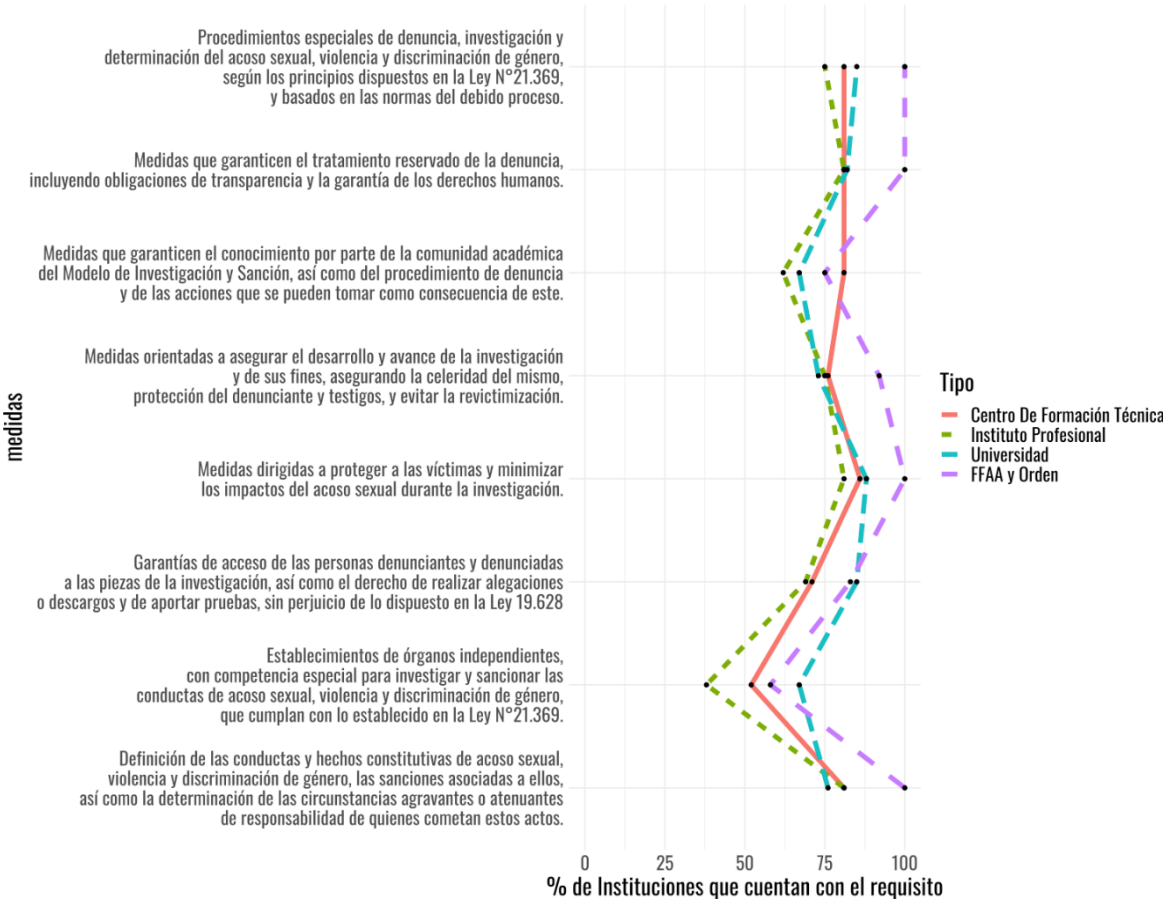 Procedimientos especiales de denuncia, investigación y
determinación del acoso sexual, violencia y discriminación de género,
según los principios dispuestos en la Ley N°21.369,
y basados en las normas del debido proceso.
Medidas que garanticen el tratamiento reservado de la denuncia,
incluyendo obligaciones de transparencia y la garantía de los derechos humanos.
Medidas que garanticen el conocimiento por parte de la comunidad académica
del Modelo de Investigación y Sanción, así como del procedimiento de denuncia
y de las acciones que se pueden tomar como consecuencia de este.
Medidas orientadas a asegurar el desarrollo y avance de la investigación
y de sus fines, asegurando la celeridad del mismo,
protección del denunciante y testigos, y evitar la revictimización.
Medidas dirigidas a proteger a las víctimas y minimizar
los impactos del acoso sexual durante la investigación.
Garantías de acceso de las personas denunciantes y denunciadas
a las piezas de la investigación, así como el derecho de realizar alegaciones
o descargos y de aportar pruebas, sin perjuicio de lo dispuesto en la Ley 19.628
Establecimientos de órganos independientes,
con competencia especial para investigar y sancionar las
conductas de acoso sexual, violencia y discriminación de género,
que cumplan con lo establecido en la Ley N°21.369.
Definición de las conductas y hechos constitutivas de acoso sexual,
violencia y discriminación de género, las sanciones asociadas a ellos,
así como la determinación de las circunstancias agravantes o atenuantes
de responsabilidad de quienes cometan estos actos.
medidas
0 25 50 75 100
% de Instituciones que cuentan con el requisito
Tipo
Centro De Formación Técnica
Instituto Profesional
Universidad
FFAA y Orden